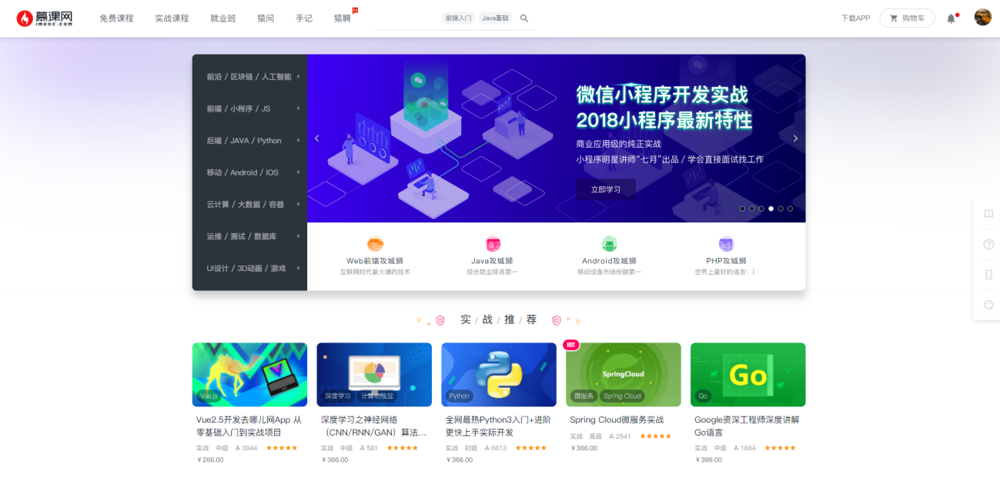 慕课网
imooc.com
免费课程
实战课程
就业班
猿问
手记
猿聘
N
前端入门
Java基础
下载APP
购物车
前沿 / 区块链 / 人工智能
前端 / 小程序 / JS
后端 / JAVA / Python
移动 / Android / iOS
云计算 / 大数据 / 容器
运维 / 测试 / 数据库
UI设计 / 3D动画 / 游戏
微信小程序开发实战
2018小程序最新特性
商业应用级的纯正实战
小程序明星讲师“七月”出品 / 学会直接面试找工作
立即学习
Web前端攻城狮
互联网时代最火爆的技术
Java攻城狮
综合就业排名第一
Android攻城狮
移动设备市场份额第一
PHP攻城狮
世界上最好的语言：）
实 / 战 / 推 / 荐
Vue.js
Vue2.5开发去哪儿网App 从
零基础入门到实战项目
实战 中级 3944
￥266.00
深度学习 计算机视觉
深度学习之神经网络
（CNN/RNN/GAN）算法...
实战 中级 581
￥366.00
Python
全网最热Python3入门+进阶
更快上手实际开发
实战 初级 6613
￥366.00
HOT
SpringCloud
微服务 Spring Cloud
Spring Cloud微服务实战
实战 高级 2541
￥366.00
Go
Go
Google资深工程师深度讲解
Go语言
实战 中级 1664
￥399.00